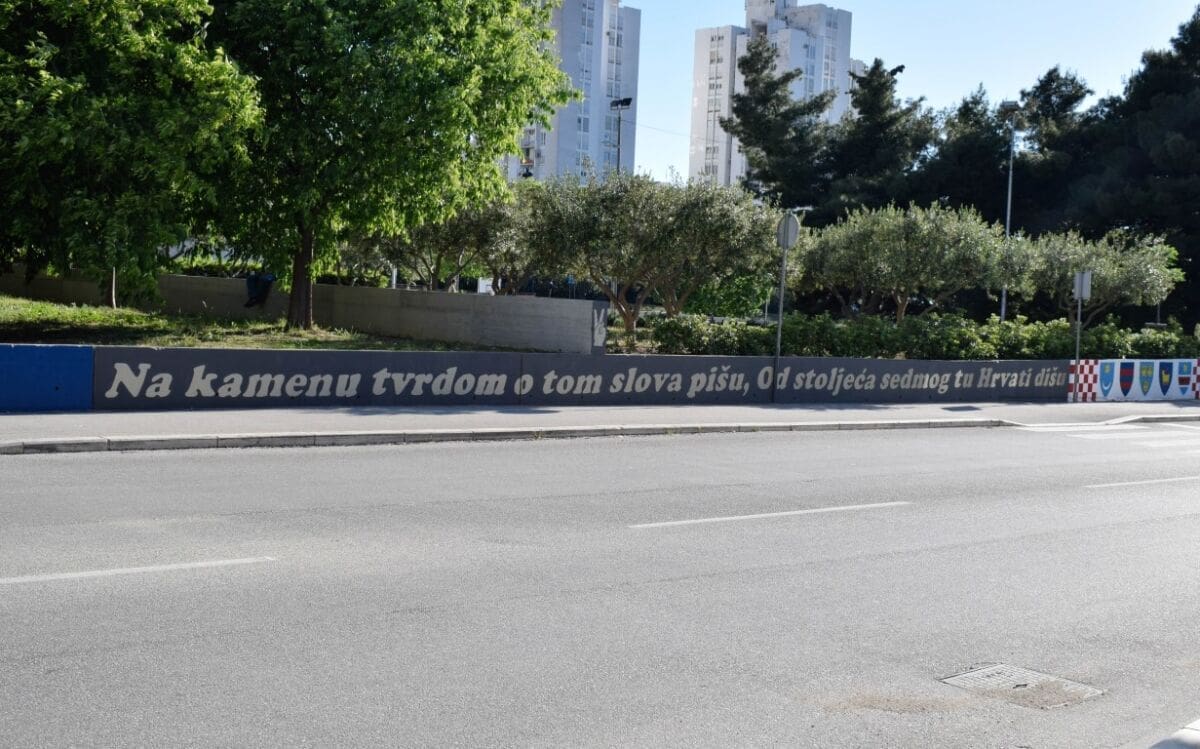 Na kamenu tvrdom o tom slova pišu, Od stoljeća sedmog tu Hrvati dišu